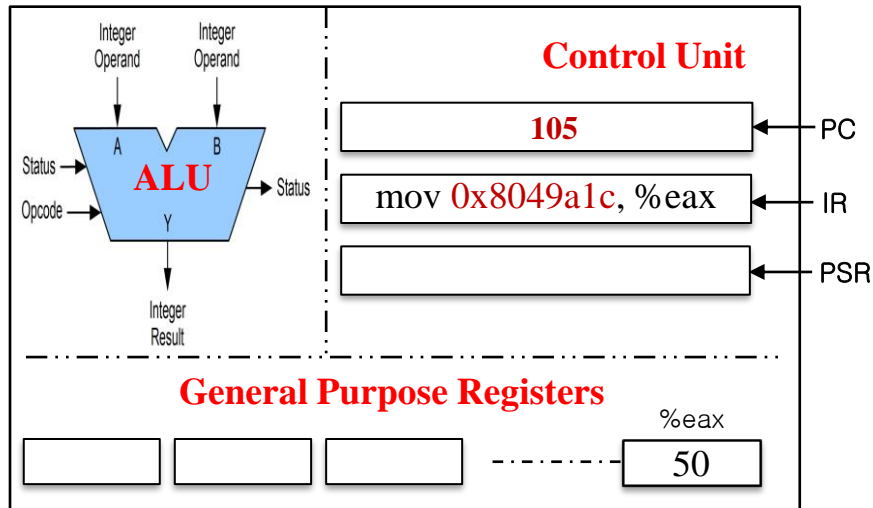 Integer
Operand
Integer
Operand
A
B
Status
ALU
Status
Opcode
Y
Integer
Result
Control Unit
105
PC
mov 0x8049a1c, %eax
IR
PSR
General Purpose Registers
%eax
50